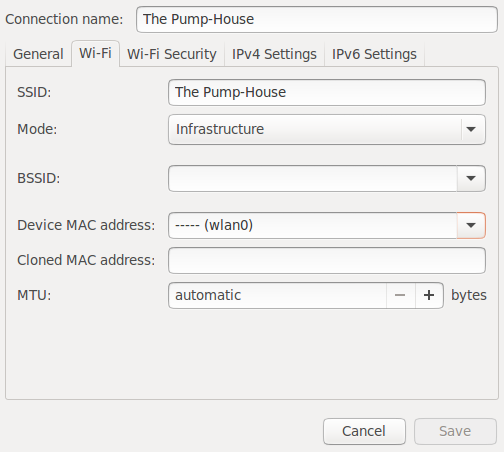 Connection name: The Pump-House
General Wi-Fi Wi-Fi Security IPv4 Settings IPv6 Settings
SSID: The Pump-House
Mode: Infrastructure
BSSID:
Device MAC address: ----- (wlan0)
Cloned MAC address:
MTU: automatic − + bytes
Cancel Save